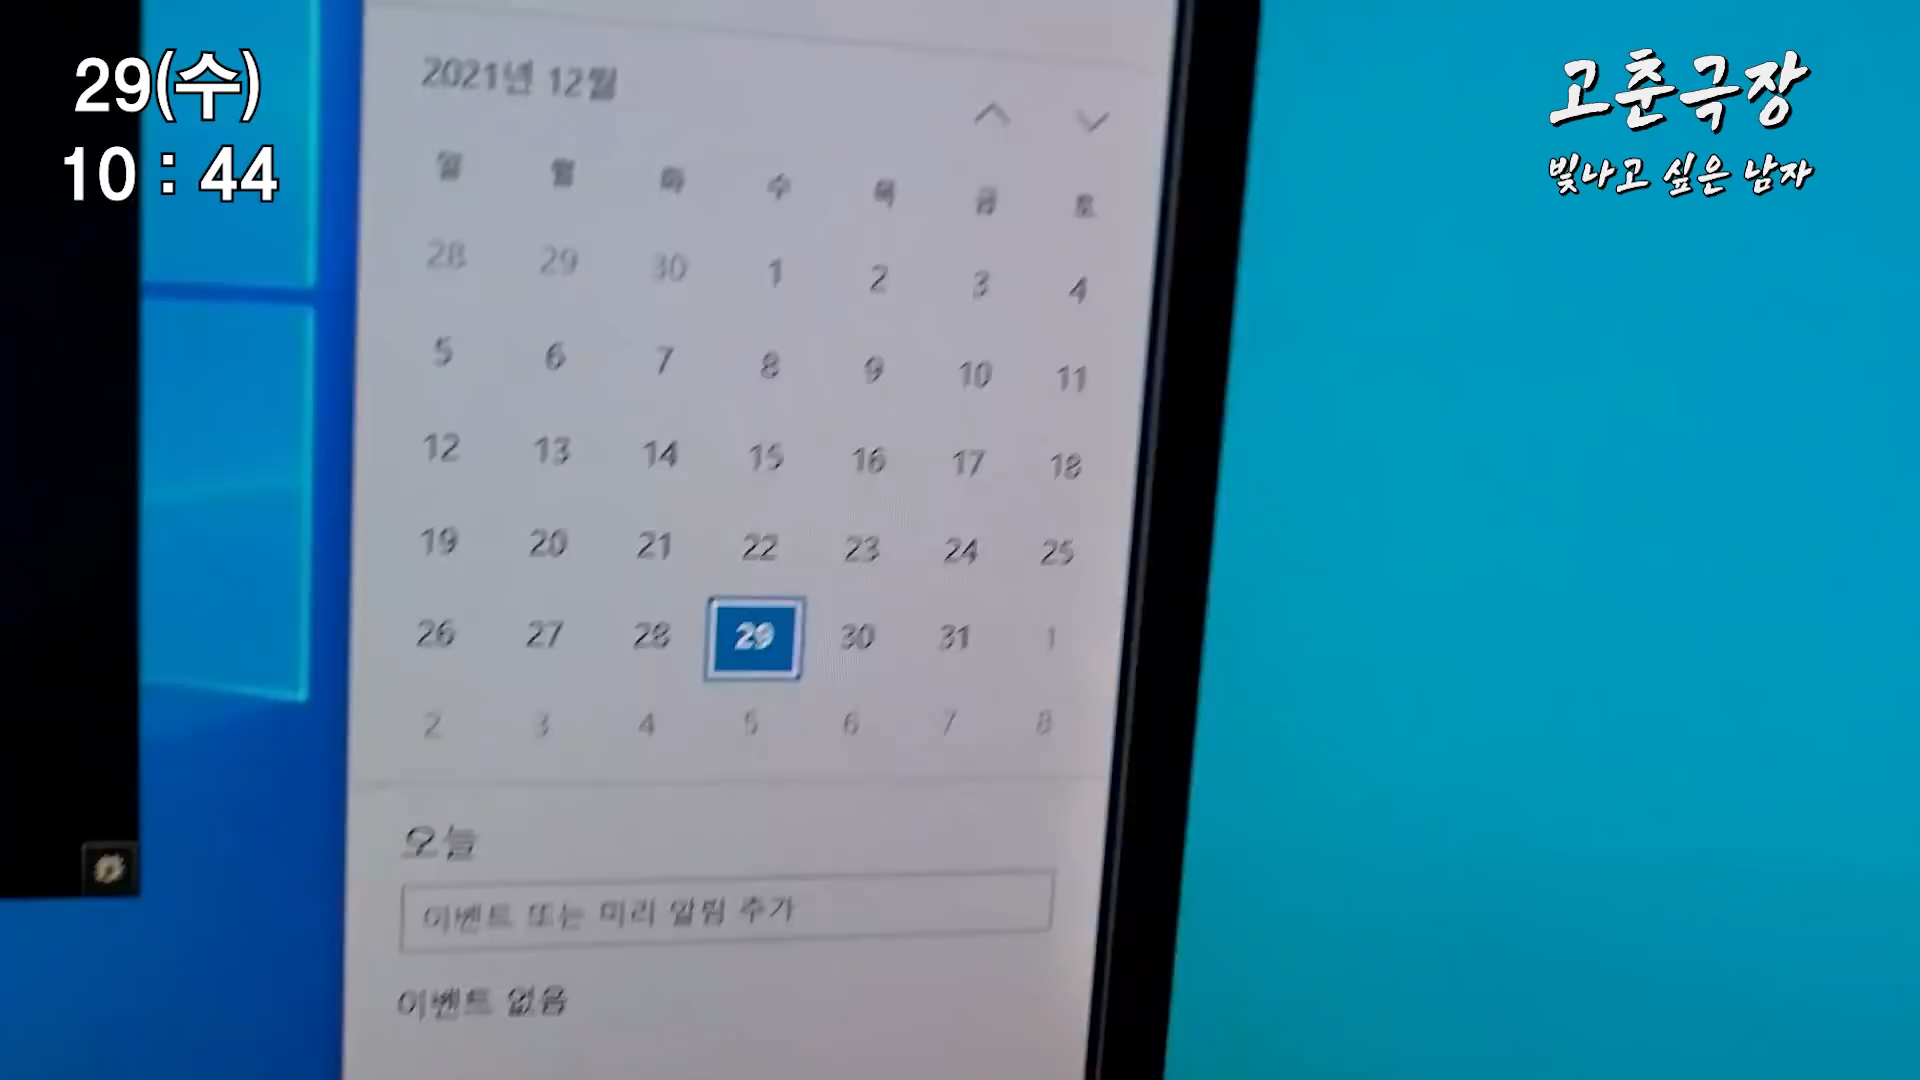 29(수)
10 : 44
고춘극장
빛나고 싶은 남자
2021년 12월
일 월 화 수 목 금 토
28 29 30 1 2 3 4
5 6 7 8 9 10 11
12 13 14 15 16 17 18
19 20 21 22 23 24 25
26 27 28 29 30 31 1
2 3 4 5 6 7 8
오늘
이벤트 또는 미리 알림 추가
이벤트 없음